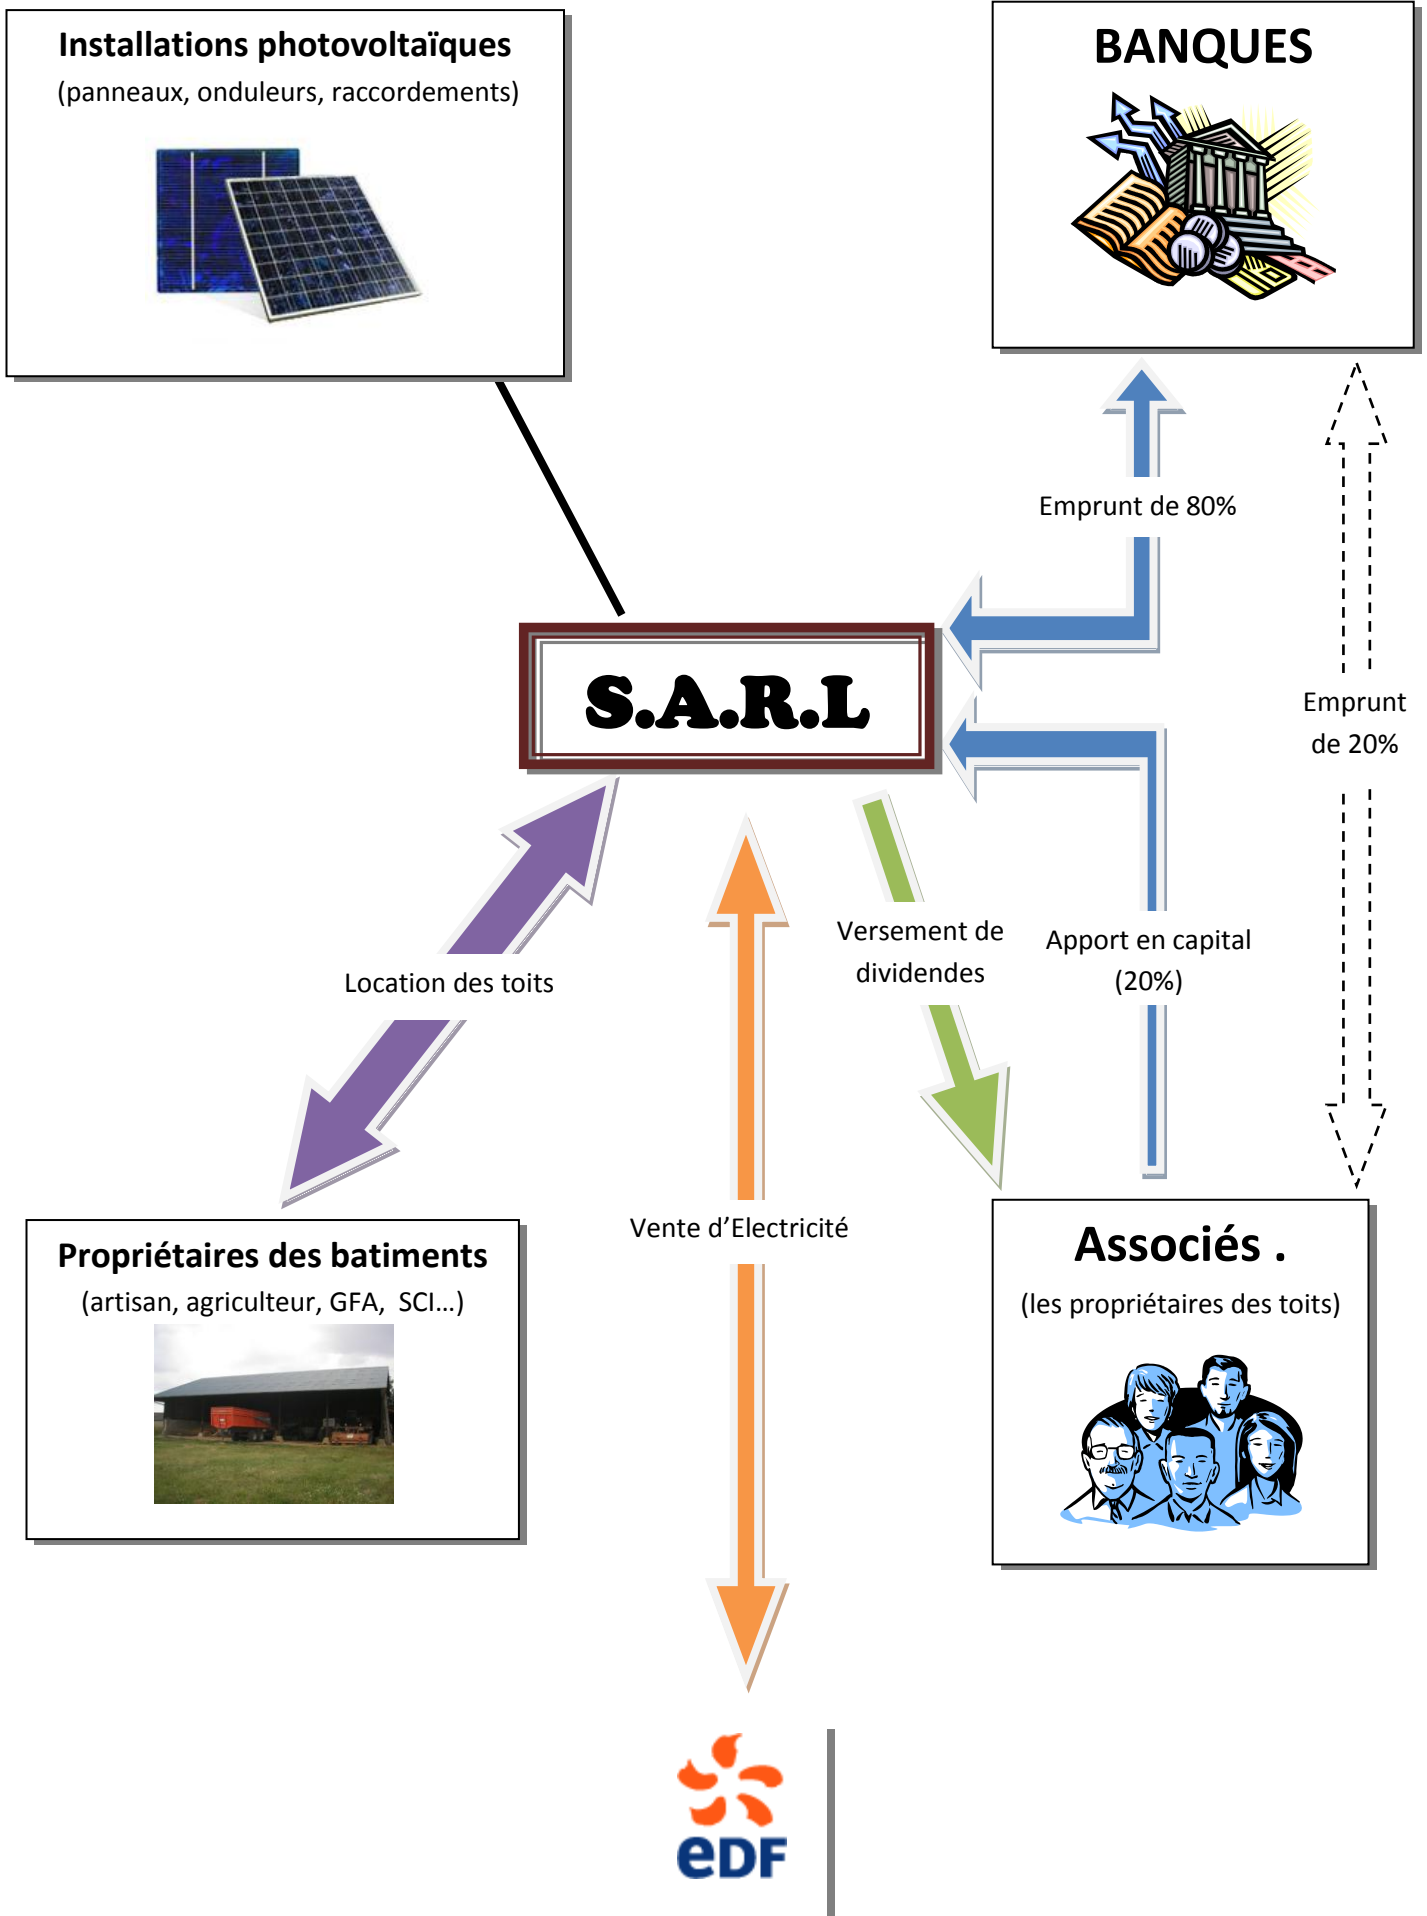 Installations photovoltaïques
(panneaux, onduleurs, raccordements)
BANQUES
Emprunt de 80%
S.A.R.L
Emprunt
de 20%
Versement de
dividendes
Apport en capital
(20%)
Location des toits
Vente d’Electricité
Propriétaires des batiments
(artisan, agriculteur, GFA, SCI…)
Associés .
(les propriétaires des toits)
eDF